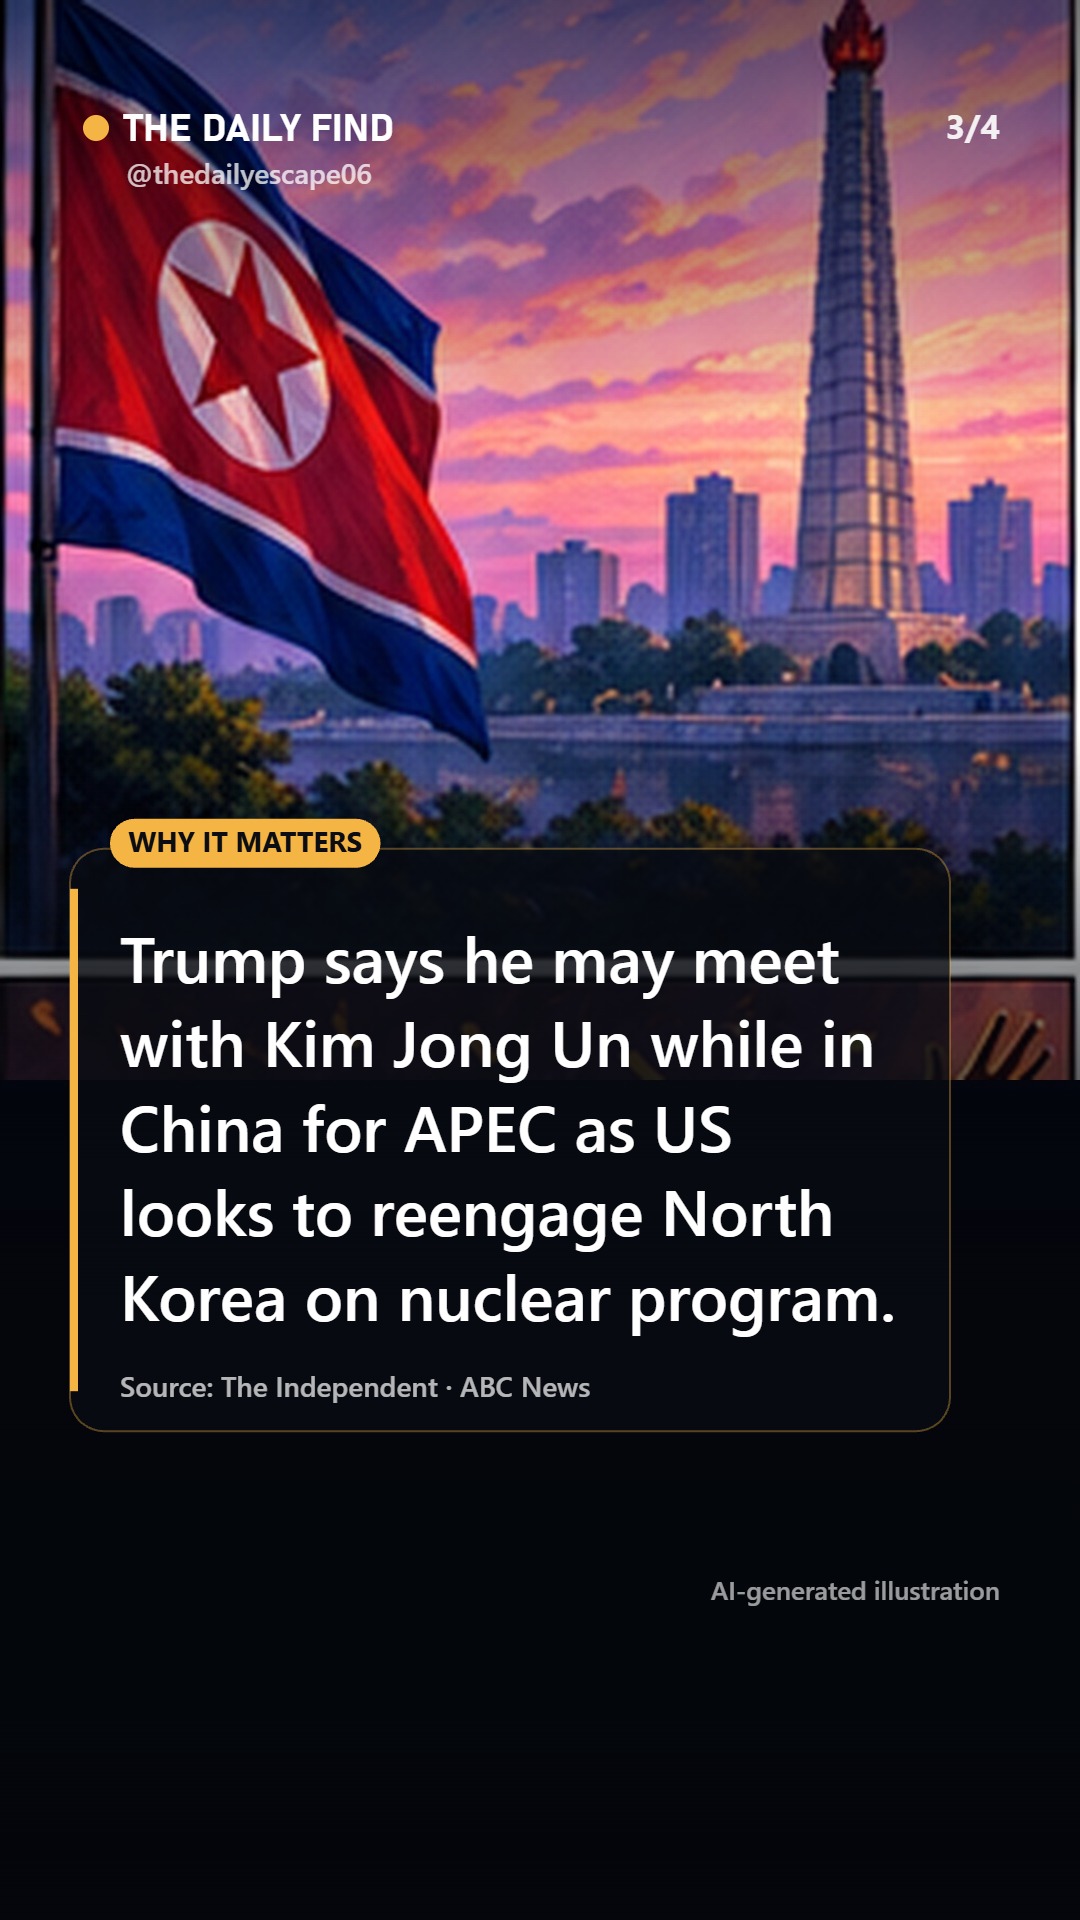 THE DAILY FIND
3/4
@thedailyescape06
WHY IT MATTERS
Trump says he may meet
with Kim Jong Un while in
China for APEC as US
looks to reengage North
Korea on nuclear program.
Source: The Independent · ABC News
AI-generated illustration